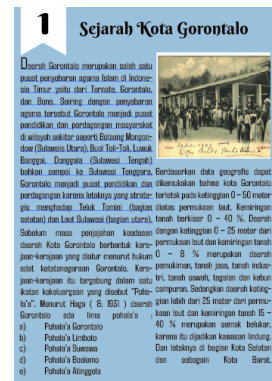 1
Sejarah Kota Gorontalo
Daerah Gorontalo merupakan salah satu
pusat penyebaran agama Islam di Indone-
sia Timur yaitu dari Ternate, Gorontalo,
dan Bone. Seiring dengan penyebaran
agama tersebut Gorontalo menjadi pusat
pendidikan dan perdagangan masyarakat
di wilayah sekitar seperti Bolaang Mongon-
dow (Sulaweis Utara); Buol Toli-Toli, Luwuk
Banggai, Donggala (Sulawesi Tengah)
bahkan sampai ke Sulawesi Tenggara.
Gorontalo menjadi pusat pendidikan dan
perdagangan karena letaknya yang strate-
gis menghadap Teluk Tomini (bagian
selatan) dan Laut Sulawesi (bagian utara).
Sebelum masa penjajahan keadaan
daerah Kota Gorontalo berbentuk kera-
jaan-kerajaan yang diatur menurut hukum
adat ketatanegaraan Gorontalo. Kera-
jaan-kerajaan itu tergabung dalam satu
ikatan kekeluargaan yang disebut "Poha-
la'a". Menurut Haga ( & 1931 ) daerah
Gorontalo ada lima pohala'a :
a) Pohala'a Gorontalo
b) Pohala'a Limboto
c) Pohala'a Suwawa
d) Pohala'a Boalemo
e) Pohala'a Atinggola
Berdasarkan data geografis dapat
dikemukakan bahwa kota Gorontalo
terletak pada ketinggian 0 – 50 meter
diatas permukaan laut. Kemiringan
tanah berkisar 0 – 40 %. Daerah
dengan ketinggian 0 – 25 meter dari
permukaan laut dan kemiringan tanah
0 – 8 % merupakan daerah
pemukiman, tanah jasa, tanah indus-
tri, tanah sawah, tegalan dan kebun
campuran. Sedangkan daerah keting-
gian lebih dari 25 meter dari permu-
kaan laut dan kemiringan tanah 15 –
40 % merupakan semak belukar,
karena itu dijadikan kawasan lindung.
Dan letaknya di bagian Kota Selatan
dan sebagain Kota Barat.